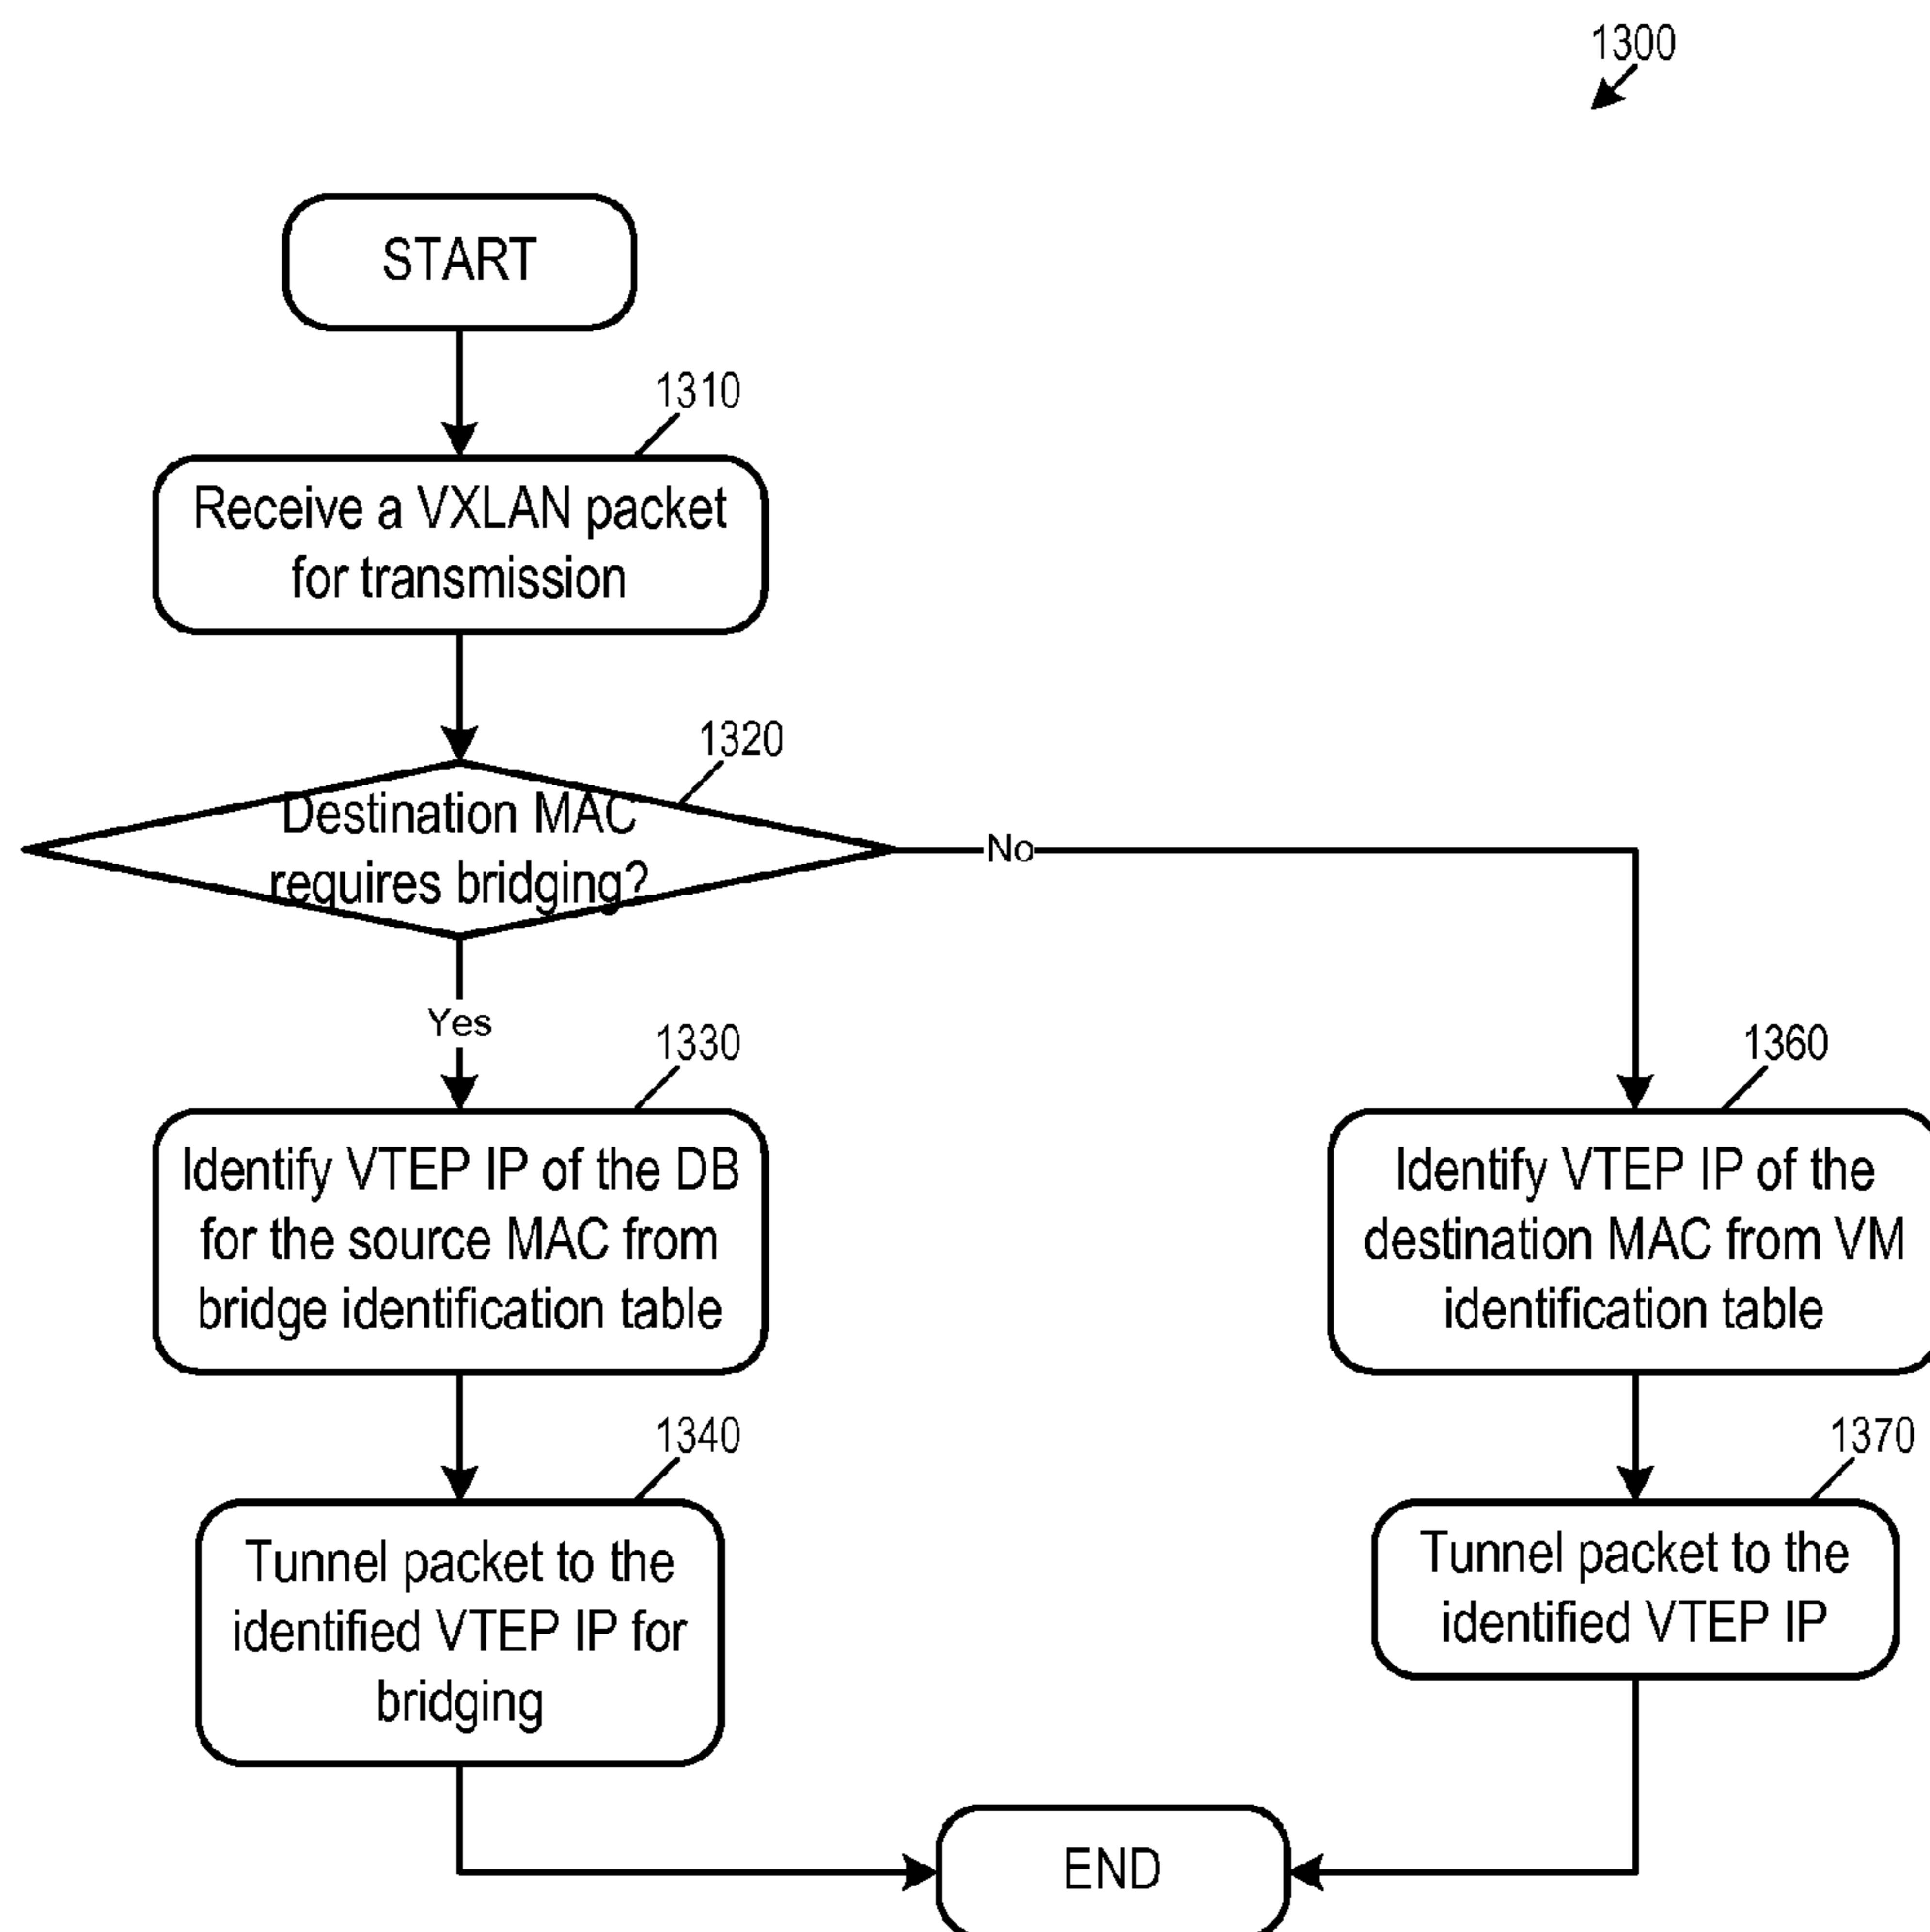 1300
START
1310
Receive a VXLAN packet
for transmission
1320
Destination MAC
requires bridging?
No
Yes
1330
Identify VTEP IP of the DB
for the source MAC from
bridge identification table
1360
Identify VTEP IP of the
destination MAC from VM
identification table
1340
Tunnel packet to the
identified VTEP IP for
bridging
1370
Tunnel packet to the
identified VTEP IP
END